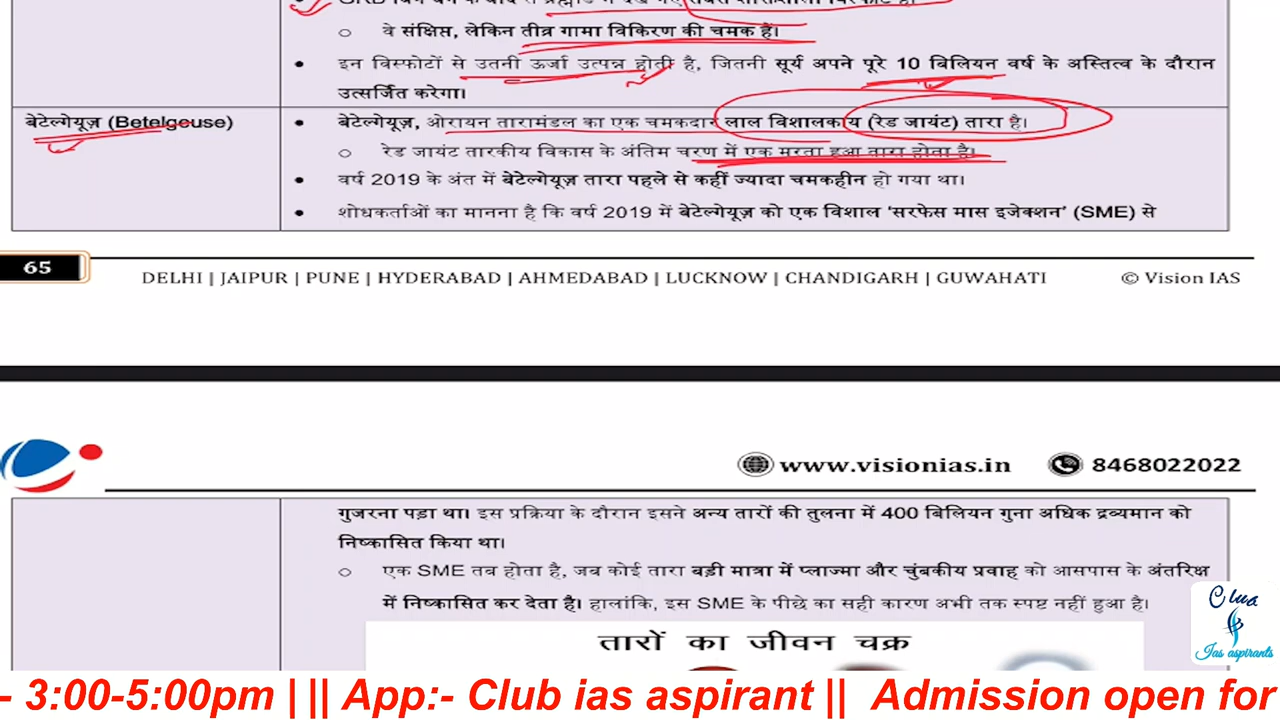 GRB बिग बैंग के बाद से ब्रह्मांड में देखे गए सबसे शक्तिशाली विस्फोट हैं।
○ वे संक्षिप्त, लेकिन तीव्र गामा विकिरण की चमक हैं।
• इन विस्फोटों से उतनी ऊर्जा उत्पन्न होती है, जितनी सूर्य अपने पूरे 10 बिलियन वर्ष के अस्तित्व के दौरान
उत्सर्जित करेगा।
बेटेल्गेयूज़ (Betelgeuse)
• बेटेल्गेयूज़, ओरायन तारामंडल का एक चमकदार लाल विशालकाय (रेड जायंट) तारा है।
○ रेड जायंट तारकीय विकास के अंतिम चरण में एक मरता हुआ तारा होता है।
• वर्ष 2019 के अंत में बेटेल्गेयूज़ तारा पहले से कहीं ज्यादा चमकहीन हो गया था।
• शोधकर्ताओं का मानना है कि वर्ष 2019 में बेटेल्गेयूज़ को एक विशाल ‘सरफेस मास इजेक्शन’ (SME) से
65
DELHI | JAIPUR | PUNE | HYDERABAD | AHMEDABAD | LUCKNOW | CHANDIGARH | GUWAHATI
© Vision IAS
www.visionias.in
8468022022
गुजरना पड़ा था। इस प्रक्रिया के दौरान इसने अन्य तारों की तुलना में 400 बिलियन गुना अधिक द्रव्यमान को
निष्कासित किया था।
○ एक SME तब होता है, जब कोई तारा बड़ी मात्रा में प्लाज्मा और चुंबकीय प्रवाह को आसपास के अंतरिक्ष
में निष्कासित कर देता है। हालांकि, इस SME के पीछे का सही कारण अभी तक स्पष्ट नहीं हुआ है।
तारों का जीवन चक्र
Club
Ias aspirants
- 3:00-5:00pm | || App:- Club ias aspirant || Admission open for